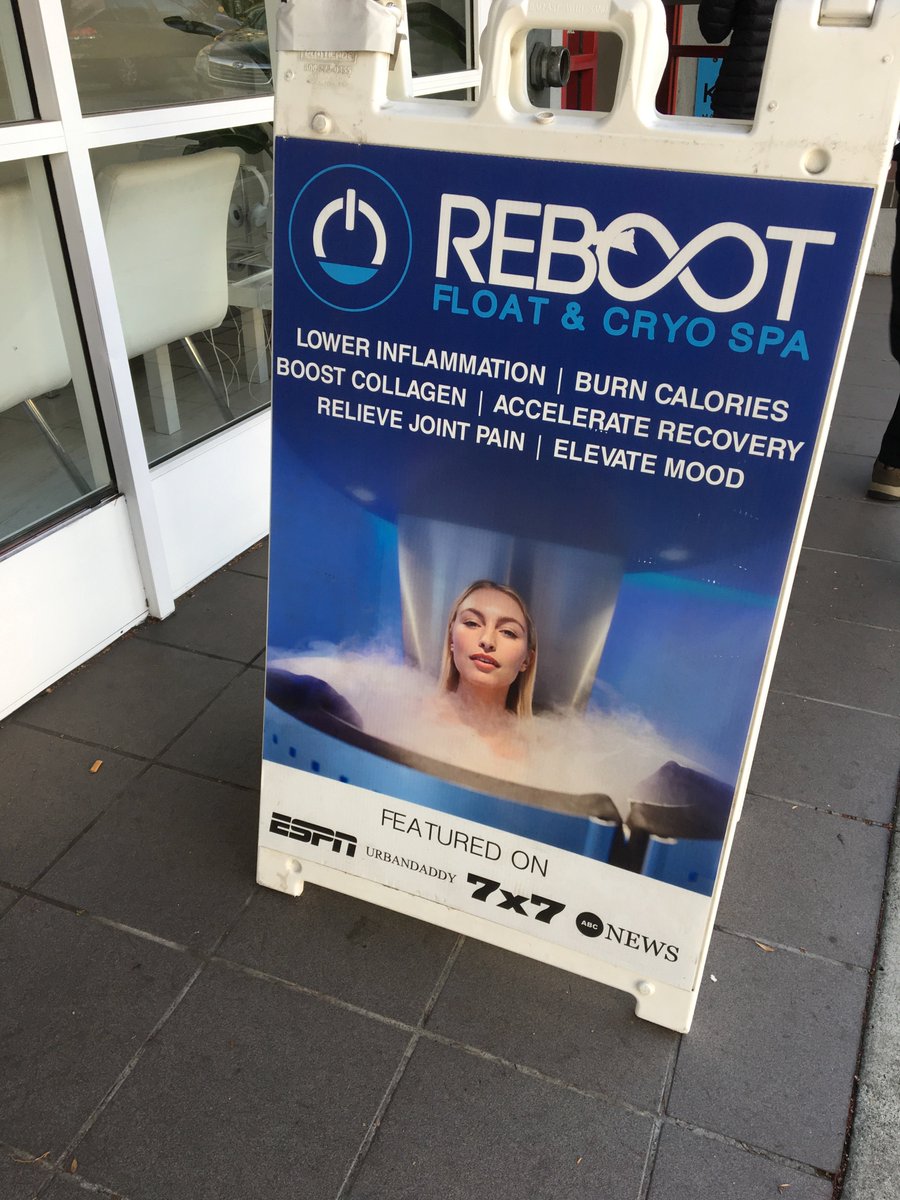 REBOOT
FLOAT & CRYO SPA
LOWER INFLAMMATION | BURN CALORIES
BOOST COLLAGEN | ACCELERATE RECOVERY
RELIEVE JOINT PAIN | ELEVATE MOOD
FEATURED ON
ESPN URBANDADDY 7x7 ABC NEWS